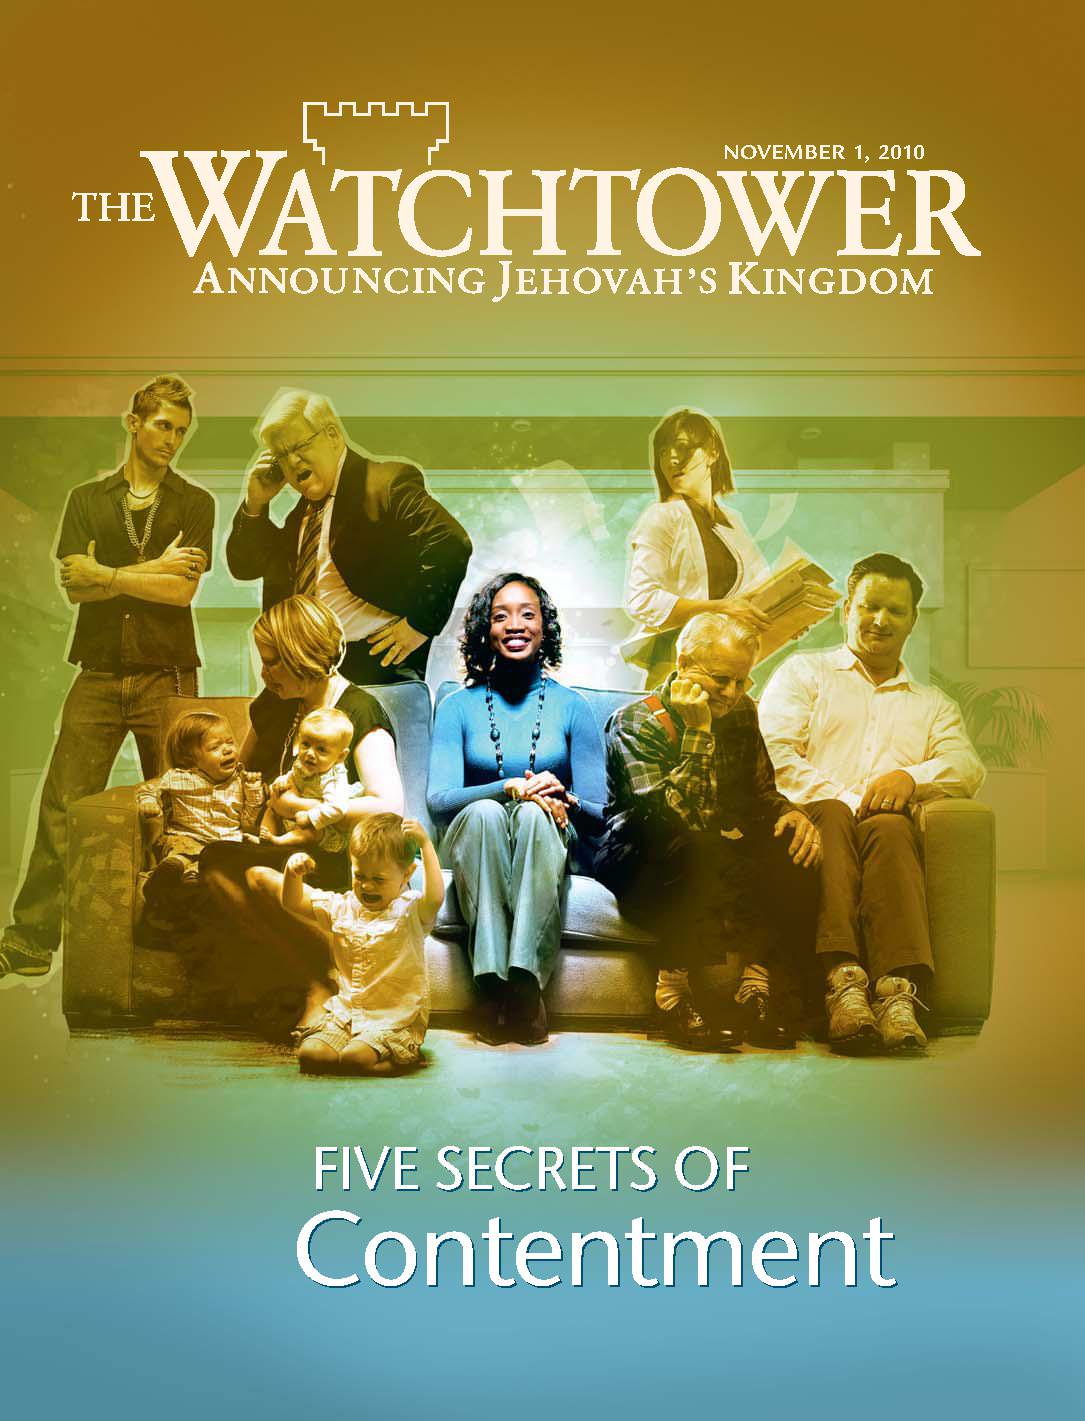 NOVEMBER 1, 2010
THE WATCHTOWER
ANNOUNCING JEHOVAH'S KINGDOM
FIVE SECRETS OF
Contentment